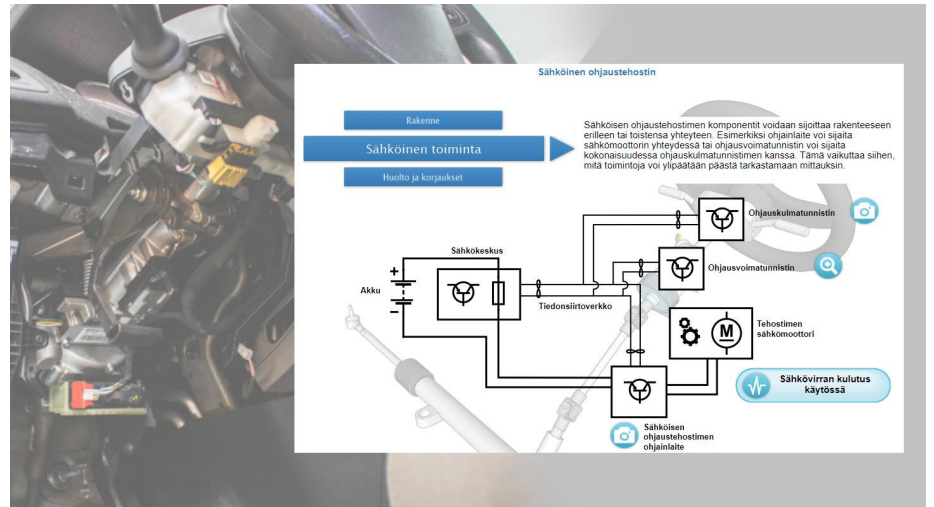 Sähköinen ohjaustehostin
Rakenne
Sähköinen toiminta
Huolto ja korjaukset
Sähköisen ohjaustehostimen komponentit voidaan sijoittaa rakenteeseen
erilleen tai toistensa yhteyteen. Esimerkiksi ohjainlaite voi sijaita
sähkömoottorin yhteydessä tai ohjausvoimatunnistin voi sijaita
kokonaisuudessa ohjauskulmatunnistimen kanssa. Tämä vaikuttaa siihen,
mitä toimintoja voi ylipäätään päästä tarkastamaan mittauksin.
Ohjauskulmatunnistin
Sähkökeskus
Ohjausvoimatunnistin
+
Akku
−
Tiedonsiirtoverkko
M
Tehostimen
sähkömoottori
Sähkövirran kulutus
käytössä
Sähköisen
ohjaustehostimen
ohjainlaite